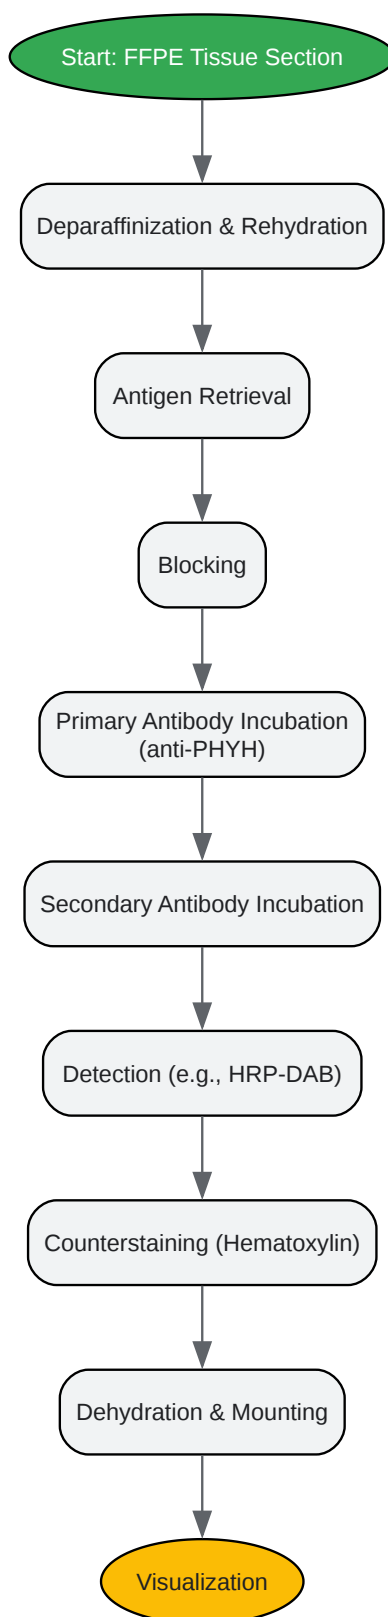 Start: FFPE Tissue Section
Deparaffinization & Rehydration
Antigen Retrieval
Blocking
Primary Antibody Incubation
(anti-PHYH)
Secondary Antibody Incubation
Detection (e.g., HRP-DAB)
Counterstaining (Hematoxylin)
Dehydration & Mounting
Visualization